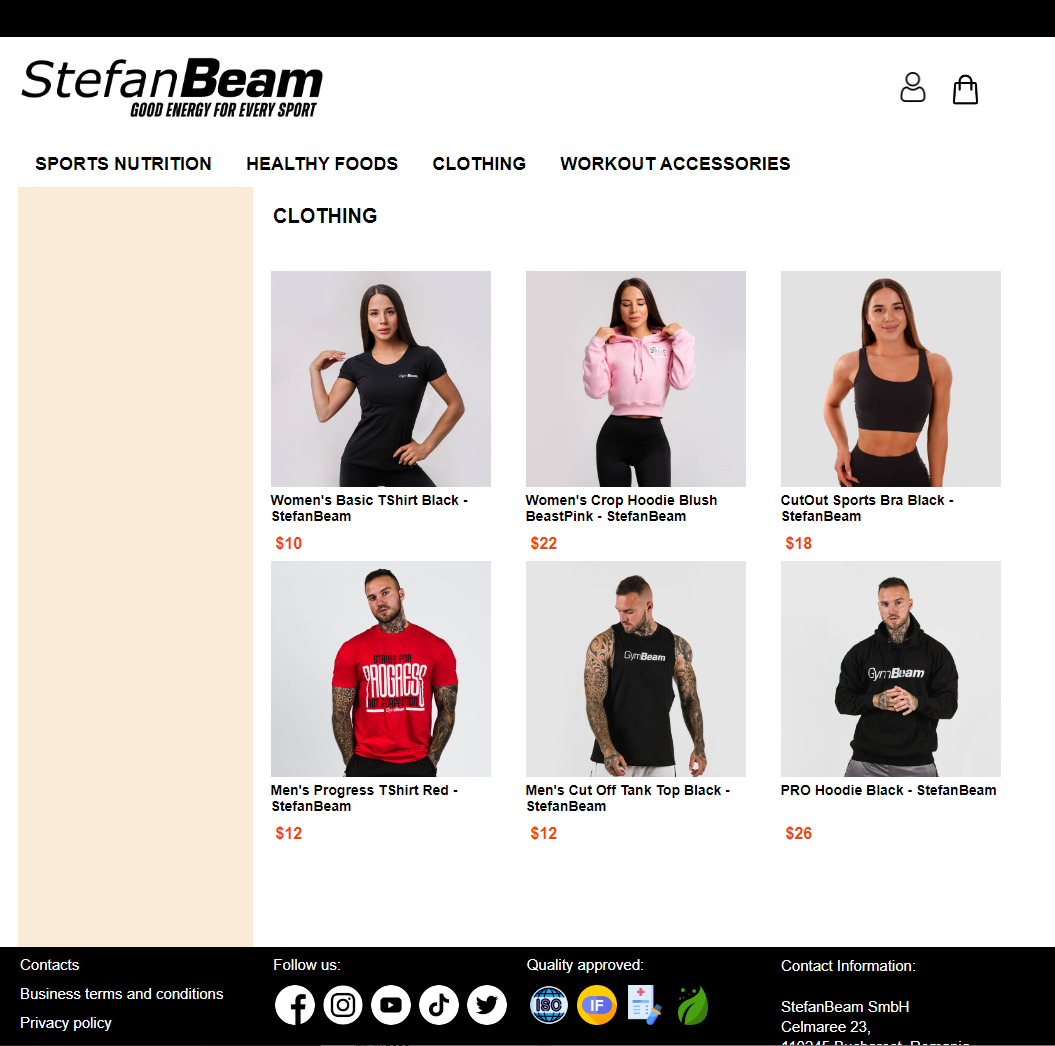 StefanBeam
GOOD ENERGY FOR EVERY SPORT
SPORTS NUTRITION HEALTHY FOODS CLOTHING WORKOUT ACCESSORIES
CLOTHING
GymBeam
Women's Basic TShirt Black -
StefanBeam
$10
Women's Crop Hoodie Blush
BeastPink - StefanBeam
$22
CutOut Sports Bra Black -
StefanBeam
$18
STRIVE FOR
PROGRESS
NOT PERFECTION
GymBeam
Men's Progress TShirt Red -
StefanBeam
$12
GymBeam
Men's Cut Off Tank Top Black -
StefanBeam
$12
GymBeam
PRO Hoodie Black - StefanBeam
$26
Contacts
Business terms and conditions
Privacy policy
Follow us:
Quality approved:
ISO
IF
Contact Information:
StefanBeam SmbH
Celmaree 23,
110245 Bucharest, Romania